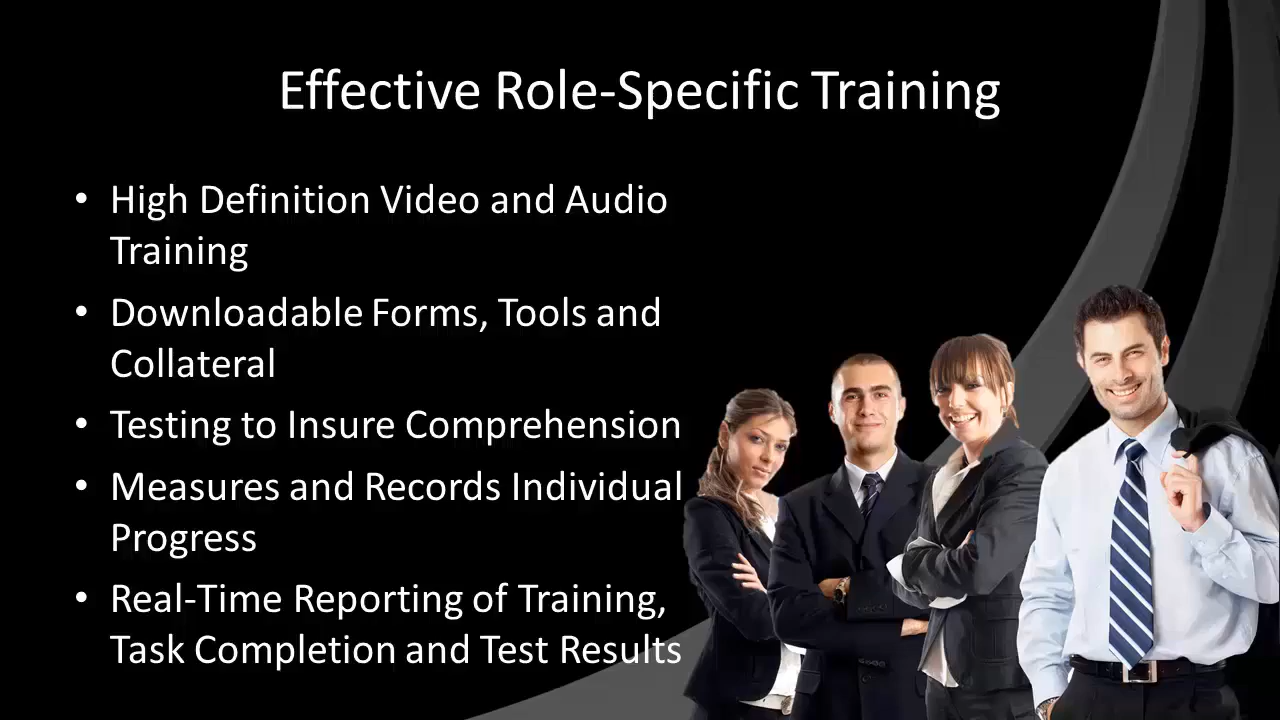 Effective Role-Specific Training
• High Definition Video and Audio
Training
• Downloadable Forms, Tools and
Collateral
• Testing to Insure Comprehension
• Measures and Records Individual
Progress
• Real-Time Reporting of Training,
Task Completion and Test Results